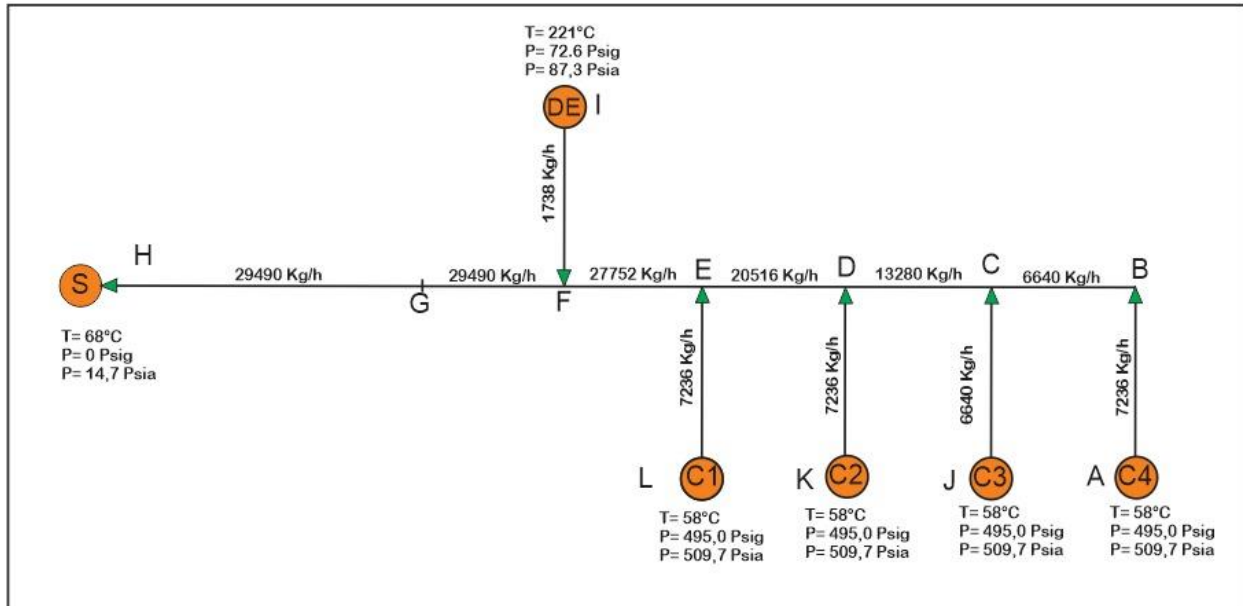 T= 221°C
P= 72.6 Psig
P= 87,3 Psia
DE
I
1738 Kg/h
H
S
29490 Kg/h
G
29490 Kg/h
F
27752 Kg/h
E
20516 Kg/h
D
13280 Kg/h
C
6640 Kg/h
B
T= 68°C
P= 0 Psig
P= 14,7 Psia
7236 Kg/h
7236 Kg/h
6640 Kg/h
7236 Kg/h
L
C1
K
C2
J
C3
A
C4
T= 58°C
P= 495,0 Psig
P= 509,7 Psia
T= 58°C
P= 495,0 Psig
P= 509,7 Psia
T= 58°C
P= 495,0 Psig
P= 509,7 Psia
T= 58°C
P= 495,0 Psig
P= 509,7 Psia